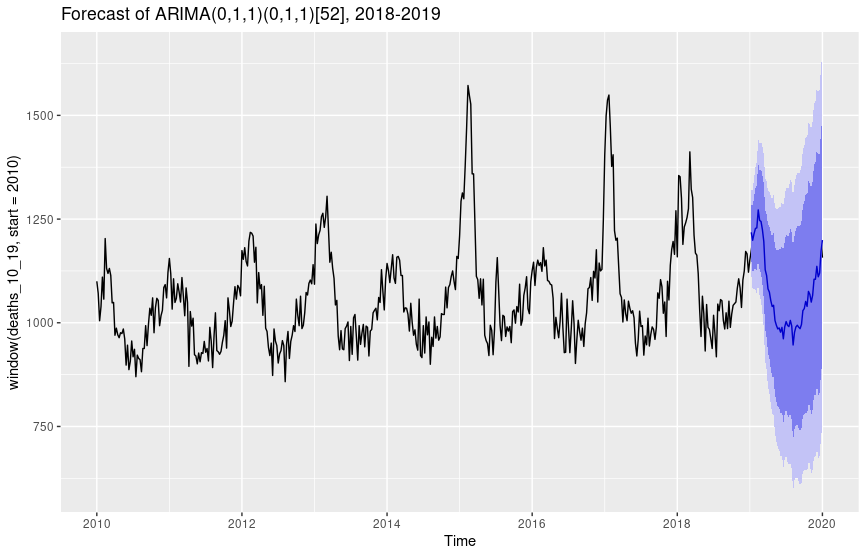 Forecast of ARIMA(0,1,1)(0,1,1)[52], 2018-2019
window(deaths_10_19, start = 2010)
1500
1250
1000
750
2010 2012 2014 2016 2018 2020
Time